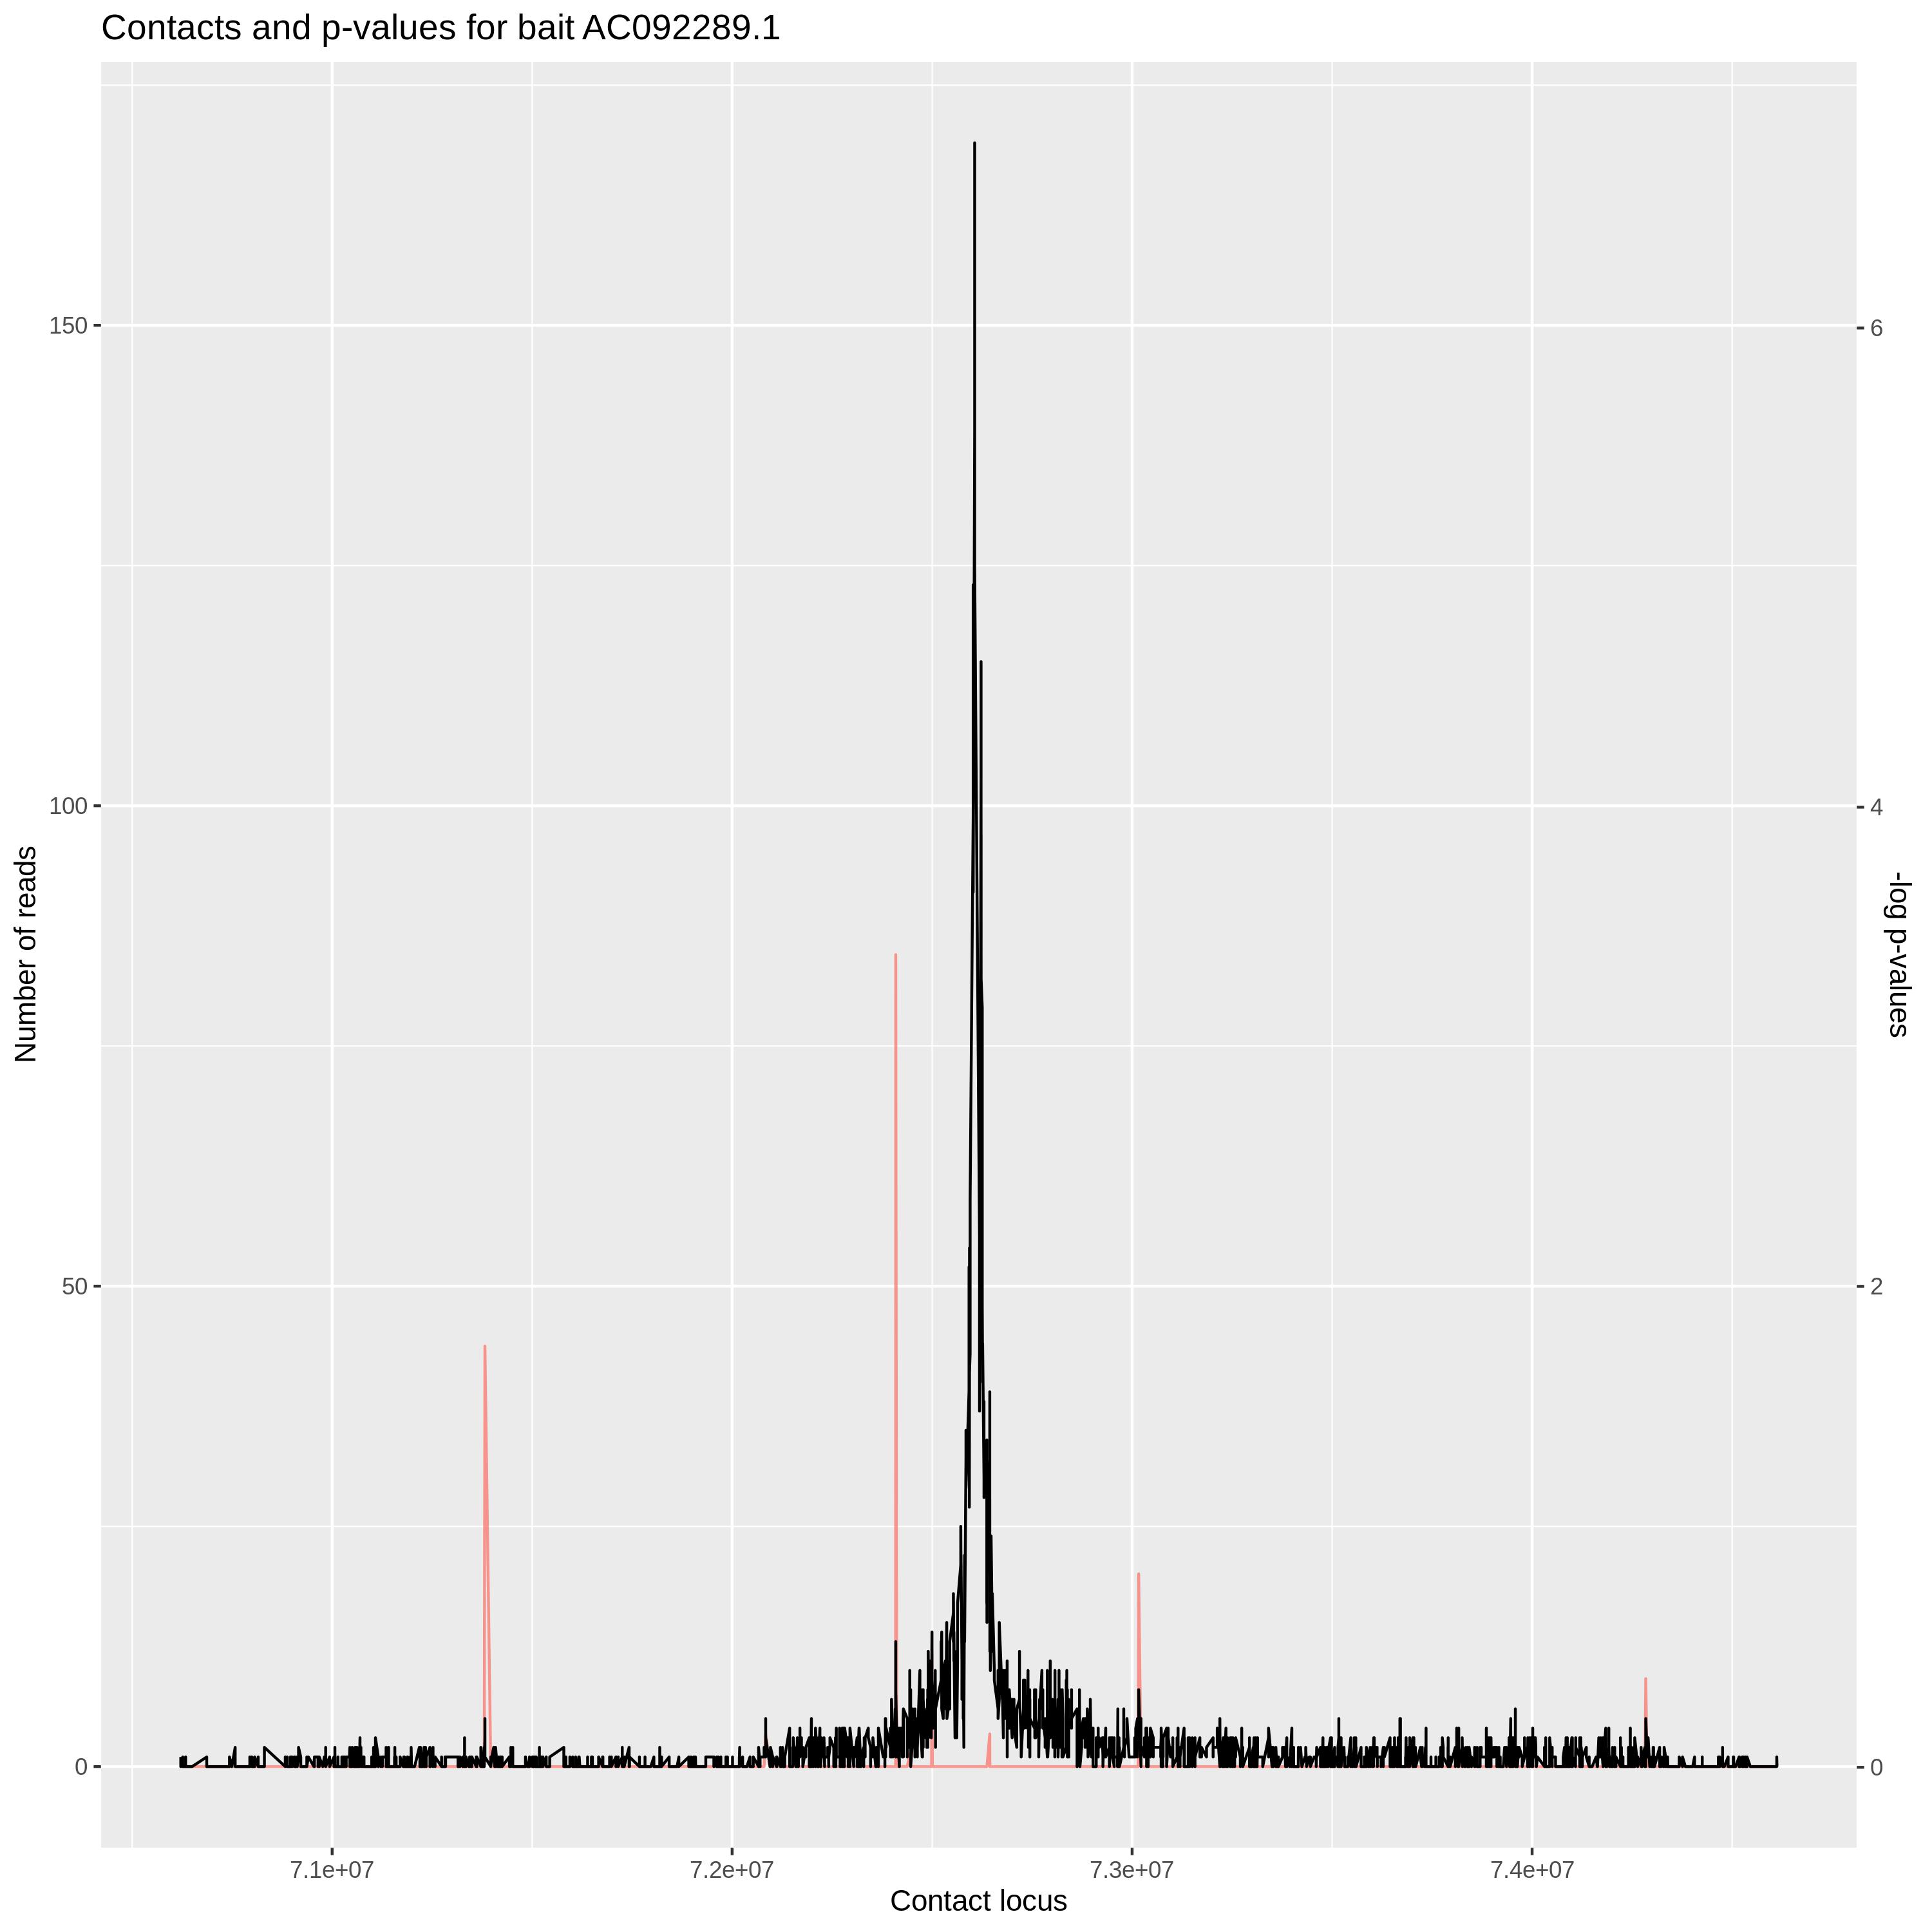 Contacts and p-values for bait AC092289.1
150
100
50
0
Number of reads
6
4
2
0
-log p-values
7.1e+07
7.2e+07
7.3e+07
7.4e+07
Contact locus